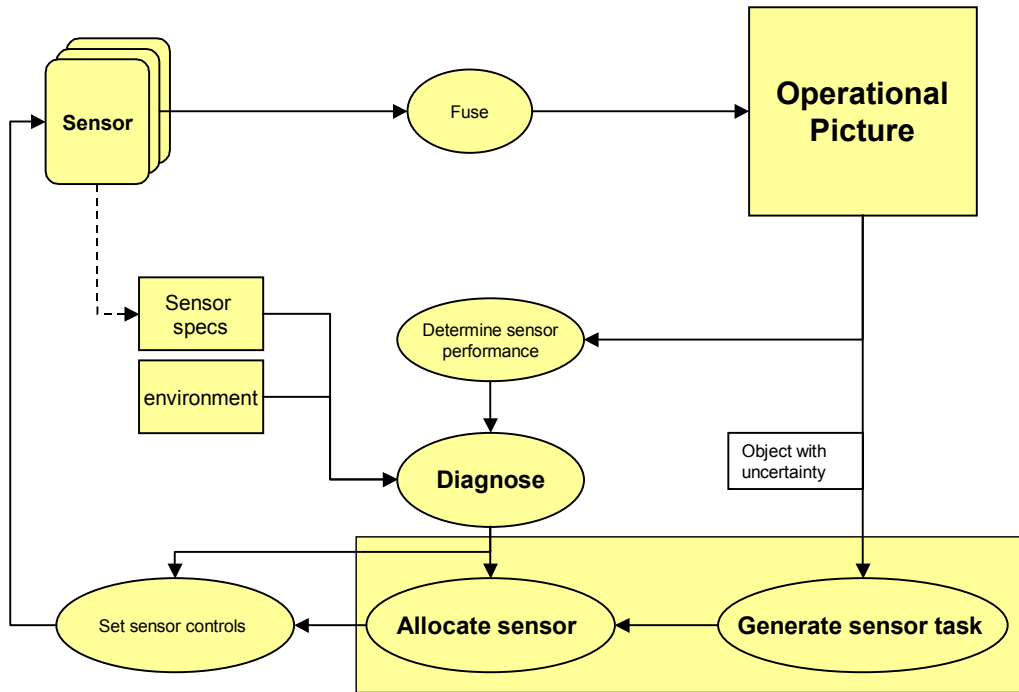 Sensor
Fuse
Operational
Picture
Sensor
specs
Determine sensor
performance
environment
Object with
uncertainty
Diagnose
Set sensor controls
Allocate sensor
Generate sensor task